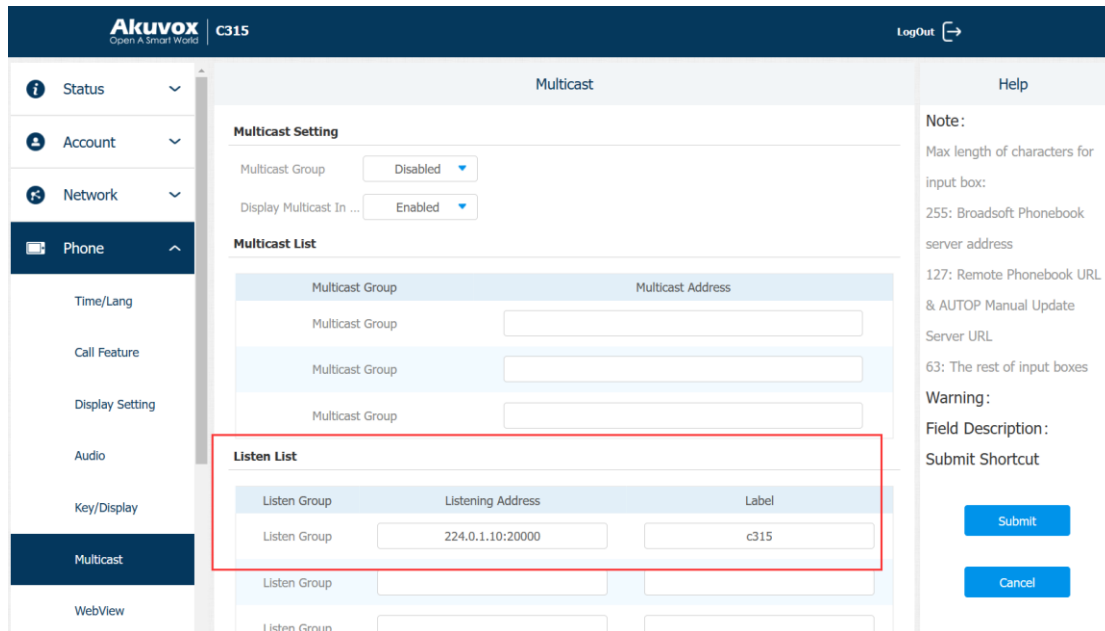 Akuvox
Open A Smart World
C315
LogOut
Status
Account
Network
Phone
Time/Lang
Call Feature
Display Setting
Audio
Key/Display
Multicast
WebView
Multicast
Multicast Setting
Multicast Group Disabled
Display Multicast In ... Enabled
Multicast List
Multicast Group Multicast Address
Multicast Group
Multicast Group
Multicast Group
Listen List
Listen Group Listening Address Label
Listen Group 224.0.1.10:20000 c315
Listen Group
Listen Group
Help
Note:
Max length of characters for
input box:
255: Broadsoft Phonebook
server address
127: Remote Phonebook URL
& AUTOP Manual Update
Server URL
63: The rest of input boxes
Warning:
Field Description:
Submit Shortcut
Submit
Cancel